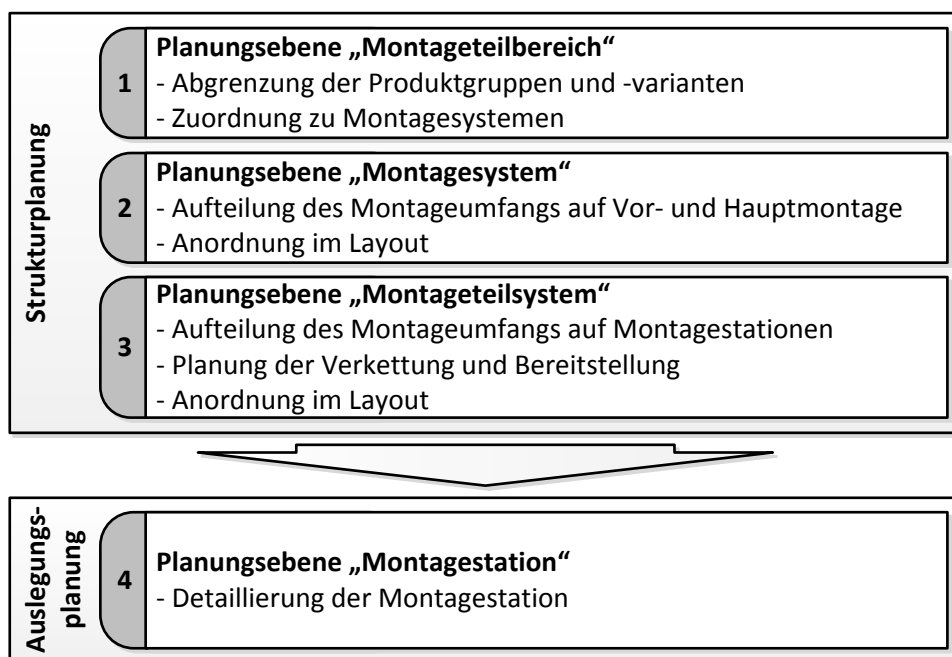 Strukturplanung
1
Planungsebene „Montageteilbereich“
- Abgrenzung der Produktgruppen und -varianten
- Zuordnung zu Montagesystemen
2
Planungsebene „Montagesystem“
- Aufteilung des Montageumfangs auf Vor- und Hauptmontage
- Anordnung im Layout
3
Planungsebene „Montageteilsystem“
- Aufteilung des Montageumfangs auf Montagestationen
- Planung der Verkettung und Bereitstellung
- Anordnung im Layout
Auslegungs-
planung
4
Planungsebene „Montagestation“
- Detaillierung der Montagestation